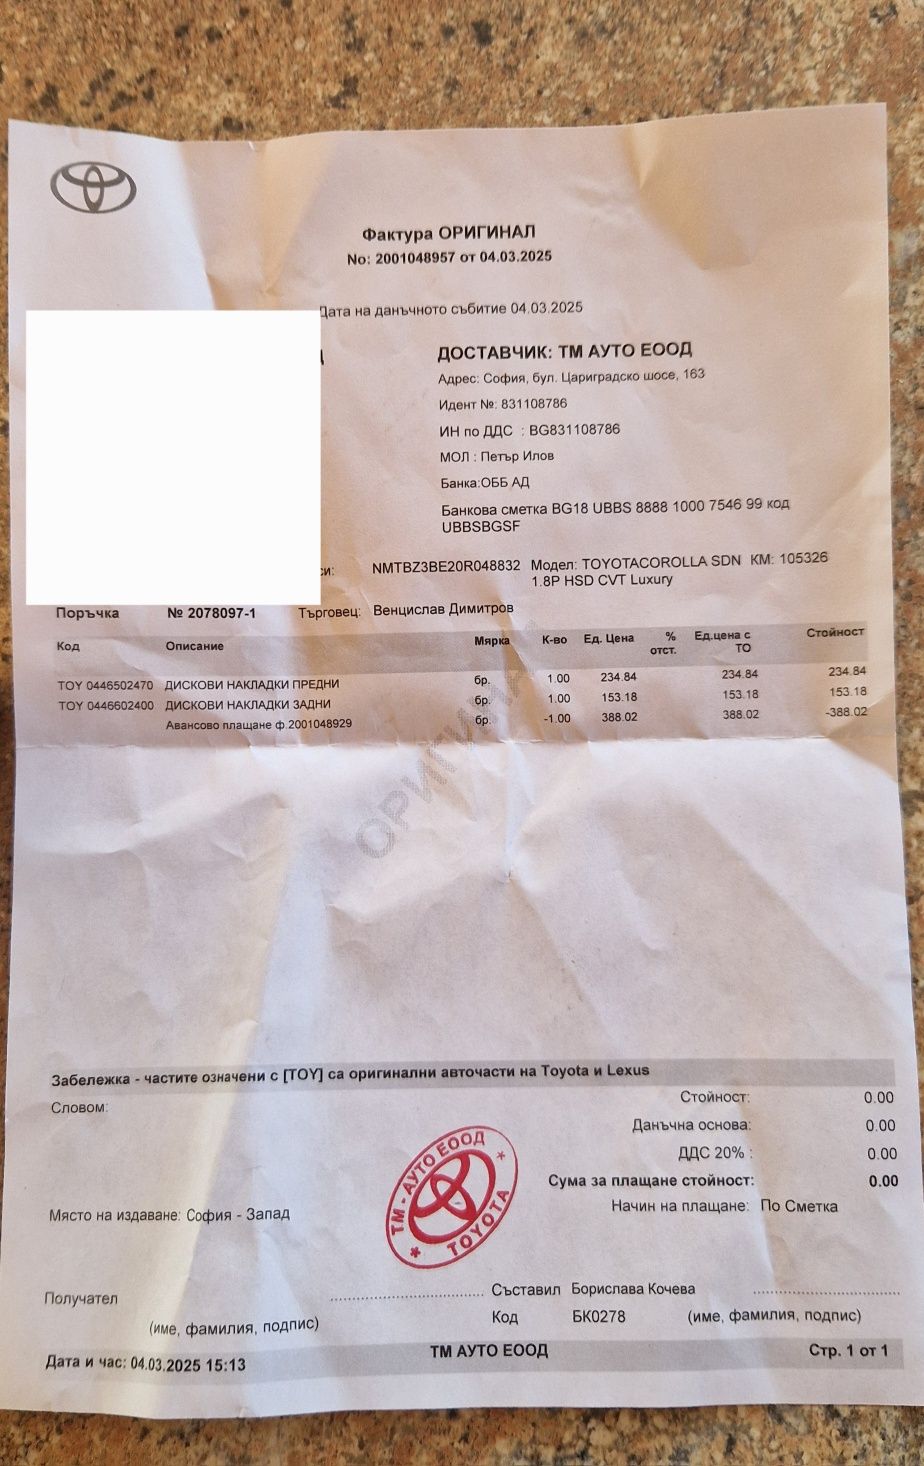 Фактура ОРИГИНАЛ
No: 2001048957 от 04.03.2025
Дата на данъчното събитие 04.03.2025
ДОСТАВЧИК: ТМ АУТО ЕООД
Адрес: София, бул. Цариградско шосе, 163
Идент №: 831108786
ИН по ДДС : BG831108786
МОЛ : Петър Илов
Банка:ОББ АД
Банкова сметка BG18 UBBS 8888 1000 7546 99 код
UBBSBGSF
NMTBZ3BE20R048832 Модел: TOYOTACOROLLA SDN КМ: 105326
1.8P HSD CVT Luxury
Поръчка № 2078097-1 Търговец: Венцислав Димитров
Код Описание Мярка К-во Ед. Цена % отст. Ед.цена с ТО Стойност
TOY 0446502470 ДИСКОВИ НАКЛАДКИ ПРЕДНИ бр. 1.00 234.84 234.84 234.84
TOY 0446602400 ДИСКОВИ НАКЛАДКИ ЗАДНИ бр. 1.00 153.18 153.18 153.18
Авансово плащане ф.2001048929 бр. -1.00 388.02 388.02 -388.02
ОРИГИНАЛ
Забележка - частите означени с [TOY] са оригинални авточасти на Toyota и Lexus
Словом:
Стойност: 0.00
Данъчна основа: 0.00
ДДС 20% : 0.00
Сума за плащане стойност: 0.00
Начин на плащане: По Сметка
ТМ - АУТО ЕООД * TOYOTA *
Място на издаване: София - Запад
Получател
(име, фамилия, подпис)
Съставил Борислава Кочева
Код БК0278 (име, фамилия, подпис)
Дата и час: 04.03.2025 15:13 ТМ АУТО ЕООД Стр. 1 от 1